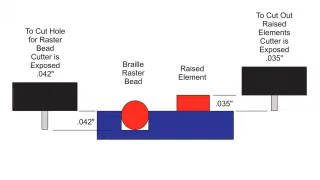 To Cut Hole
for Raster
Bead
Cutter is
Exposed
.042"
Braille
Raster
Bead
Raised
Element
To Cut Out
Raised
Elements
Cutter is
Exposed
.035"
.042"
.035"